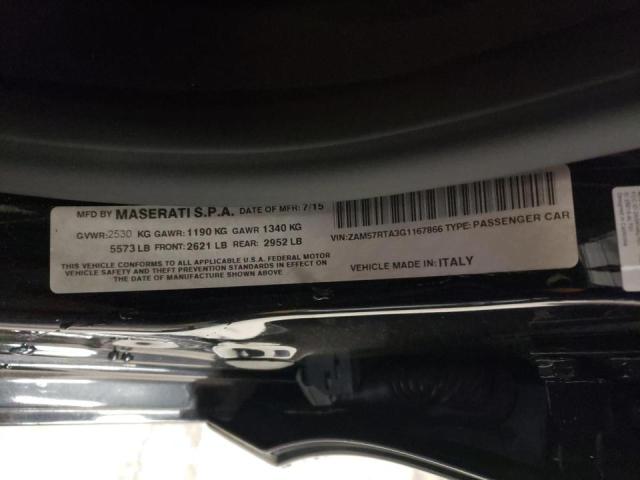 MFD BY MASERATI S.P.A. DATE OF MFR: 7/15
GVWR:2530 KG GAWR: 1190 KG GAWR 1340 KG
5573 LB FRONT: 2621 LB REAR: 2952 LB
THIS VEHICLE CONFORMS TO ALL APPLICABLE U.S.A. FEDERAL MOTOR
VEHICLE SAFETY AND THEFT PREVENTION STANDARDS IN EFFECT ON
THE DATE OF MANUFACTURE SHOWN ABOVE
VIN:ZAM57RTA3G1167866 TYPE: PASSENGER CAR
VEHICLE MADE IN: ITALY